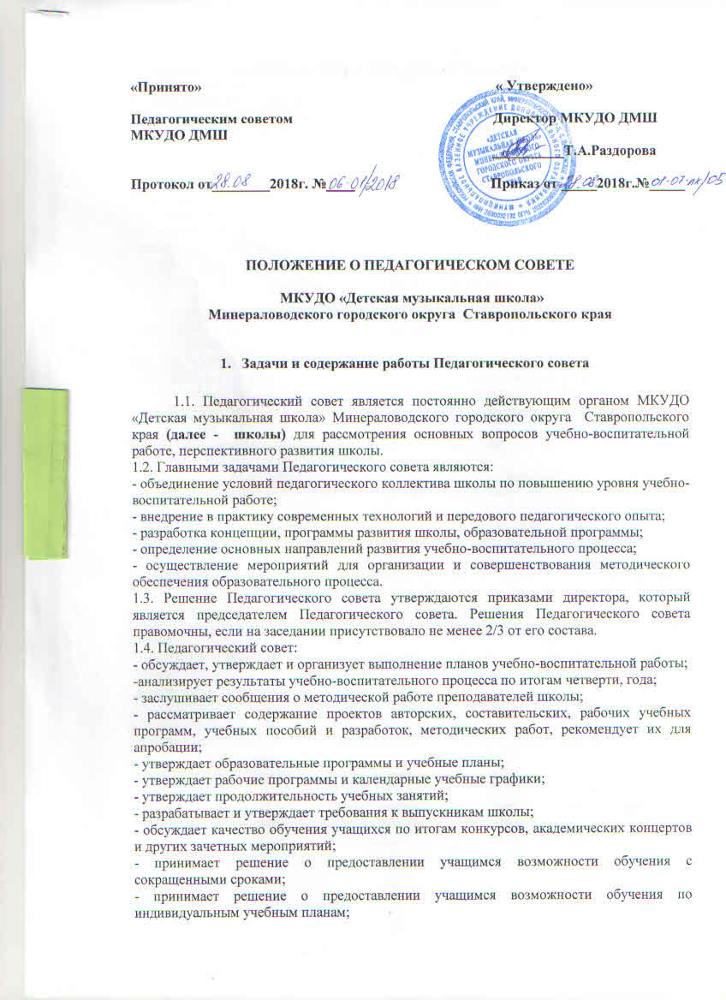 «Принято» « Утверждено»
Педагогическим советом Директор МКУДО ДМШ
МКУДО ДМШ
Т.А.Раздорова
Протокол от 28.08 2018г. № 06-01/2018 Приказ от 28.08 2018г.№ 01-07-лк/05
«ДЕТСКАЯ
МУЗЫКАЛЬНАЯ ШКОЛА»
МИНЕРАЛОВОДСКОГО
ГОРОДСКОГО ОКРУГА
СТАВРОПОЛЬСКОГО
КРАЯ
ПОЛОЖЕНИЕ О ПЕДАГОГИЧЕСКОМ СОВЕТЕ
МКУДО «Детская музыкальная школа»
Минераловодского городского округа Ставропольского края
1. Задачи и содержание работы Педагогического совета
1.1. Педагогический совет является постоянно действующим органом МКУДО
«Детская музыкальная школа» Минераловодского городского округа Ставропольского
края (далее - школы) для рассмотрения основных вопросов учебно-воспитательной
работе, перспективного развития школы.
1.2. Главными задачами Педагогического совета являются:
- объединение условий педагогического коллектива школы по повышению уровня учебно-
воспитательной работе;
- внедрение в практику современных технологий и передового педагогического опыта;
- разработка концепции, программы развития школы, образовательной программы;
- определение основных направлений развития учебно-воспитательного процесса;
- осуществление мероприятий для организации и совершенствования методического
обеспечения образовательного процесса.
1.3. Решение Педагогического совета утверждаются приказами директора, который
является председателем Педагогического совета. Решения Педагогического совета
правомочны, если на заседании присутствовало не менее 2/3 от его состава.
1.4. Педагогический совет:
- обсуждает, утверждает и организует выполнение планов учебно-воспитательной работы;
-анализирует результаты учебно-воспитательного процесса по итогам четверти, года;
- заслушивает сообщения о методической работе преподавателей школы;
- рассматривает содержание проектов авторских, составительских, рабочих учебных
программ, учебных пособий и разработок, методических работ, рекомендует их для
апробации;
- утверждает образовательные программы и учебные планы;
- утверждает рабочие программы и календарные учебные графики;
- утверждает продолжительность учебных занятий;
- разрабатывает и утверждает требования к выпускникам школы;
- обсуждает качество обучения учащихся по итогам конкурсов, академических концертов
и других зачетных мероприятий;
- принимает решение о предоставлении учащимся возможности обучения с
сокращенными сроками;
- принимает решение о предоставлении учащимся возможности обучения по
индивидуальным учебным планам;